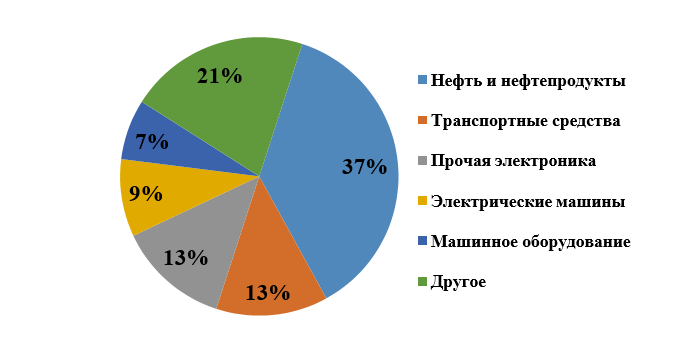 21%
37%
7%
9%
13%
13%
Нефть и нефтепродукты
Транспортные средства
Прочая электроника
Электрические машины
Машинное оборудование
Другое